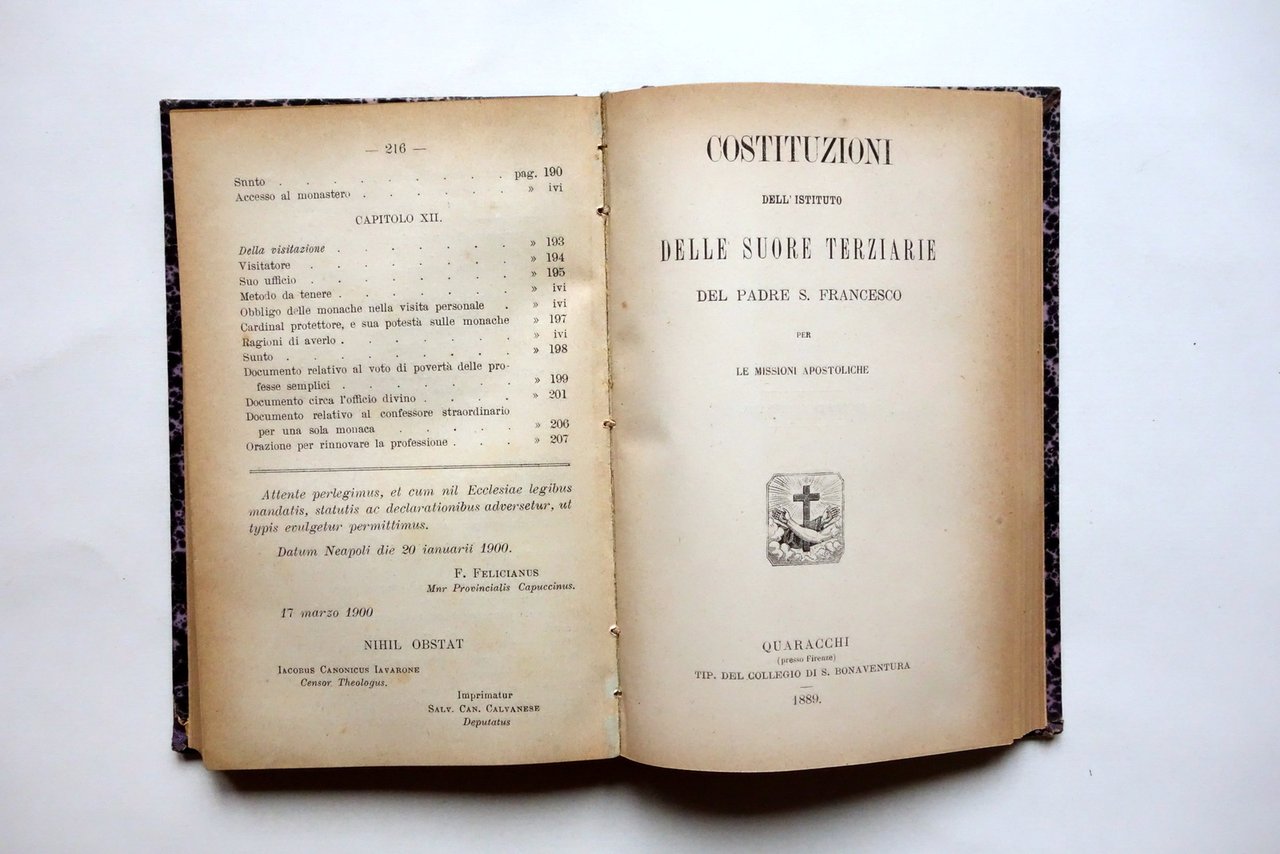 — 216 —
Sunto . . . . . . . . . pag. 190
Accesso al monastero . . . . . . » ivi
CAPITOLO XII.
Della visitazione . . . . . . . » 193
Visitatore . . . . . . . . » 194
Suo ufficio . . . . . . . . » 195
Metodo da tenere . . . . . . . » ivi
Obbligo delle monache nella visita personale . » ivi
Cardinal protettore, e sua potestà sulle monache » 197
Ragioni di averlo . . . . . . . » ivi
Sunto . . . . . . . . . » 198
Documento relativo al voto di povertà delle pro-
fesse semplici . . . . . . . » 199
Documento circa l'officio divino . . . . » 201
Documento relativo al confessore straordinario
per una sola monaca . . . . . » 206
Orazione per rinnovare la professione . . . » 207
Attente perlegimus, et cum nil Ecclesiae legibus
mandatis, statutis ac declarationibus adversetur, ut
typis evulgetur permittimus.
Datum Neapoli die 20 ianuarii 1900.
F. FELICIANUS
Mnr Provincialis Capuccinus.
17 marzo 1900
NIHIL OBSTAT
IACOBUS CANONICUS IAVARONE
Censor Theologus.
Imprimatur
SALV. CAN. CALVANESE
Deputatus
COSTITUZIONI
DELL' ISTITUTO
DELLE SUORE TERZIARIE
DEL PADRE S. FRANCESCO
PER
LE MISSIONI APOSTOLICHE
QUARACCHI
(presso Firenze)
TIP. DEL COLLEGIO DI S. BONAVENTURA
—
1889.